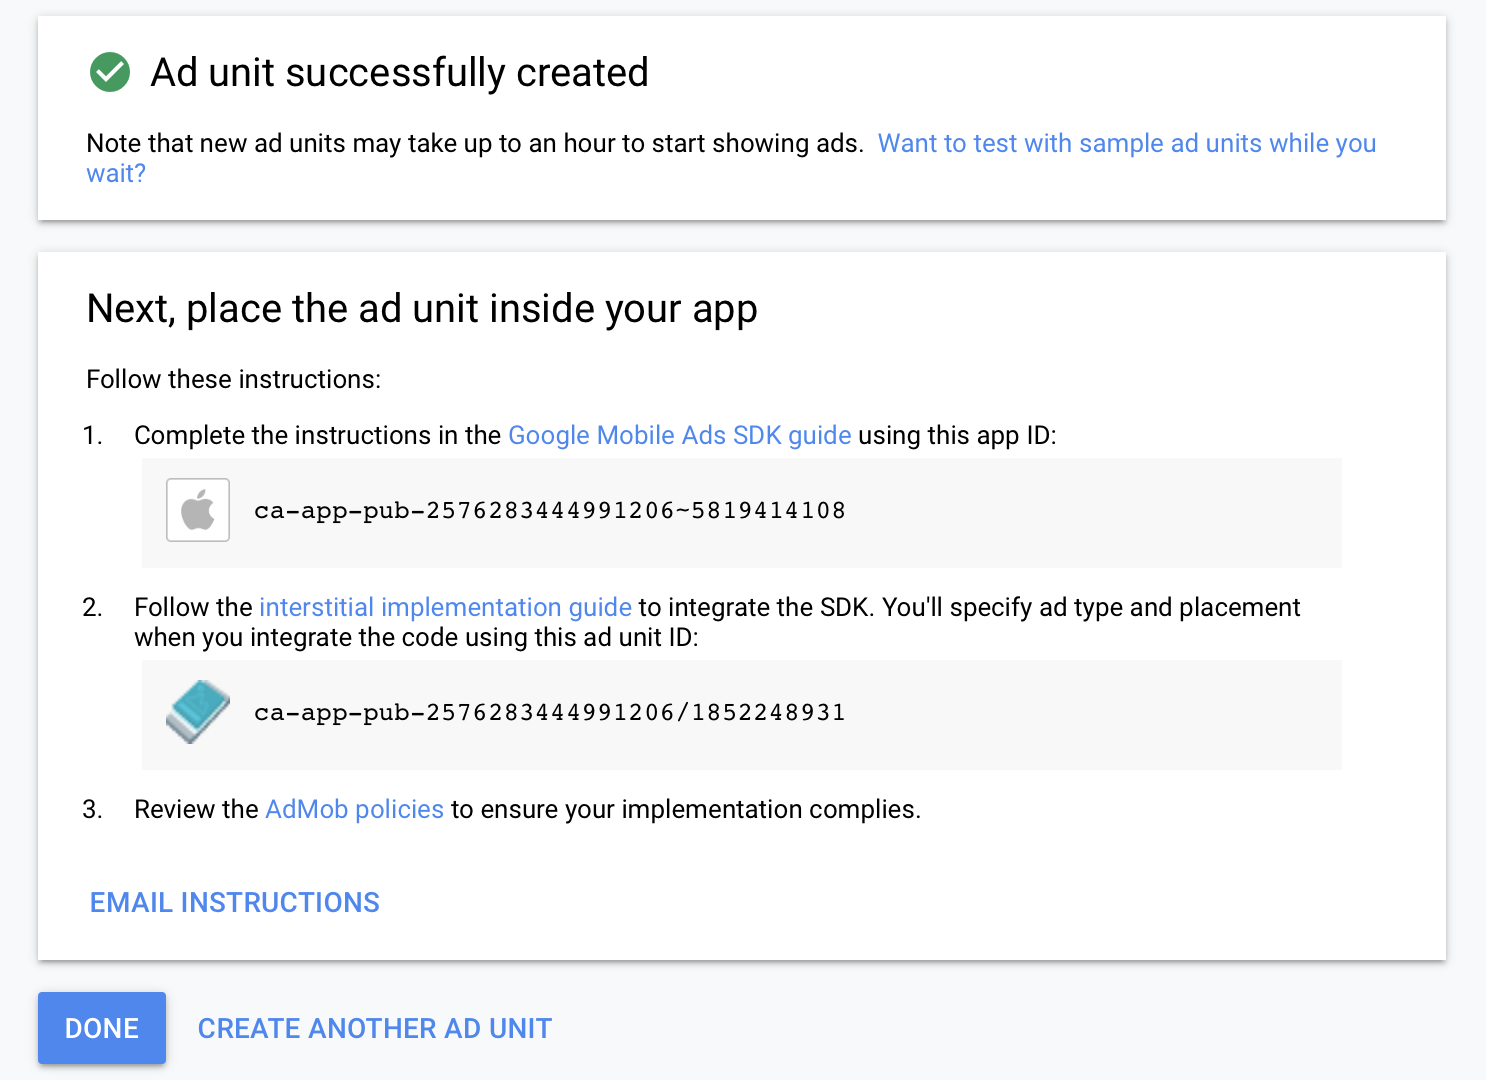 Ad unit successfully created
Note that new ad units may take up to an hour to start showing ads. Want to test with sample ad units while you
wait?
Next, place the ad unit inside your app
Follow these instructions:
1. Complete the instructions in the Google Mobile Ads SDK guide using this app ID:
ca-app-pub-2576283444991206~5819414108
2. Follow the interstitial implementation guide to integrate the SDK. You'll specify ad type and placement
when you integrate the code using this ad unit ID:
ca-app-pub-2576283444991206/1852248931
3. Review the AdMob policies to ensure your implementation complies.
EMAIL INSTRUCTIONS
DONE CREATE ANOTHER AD UNIT